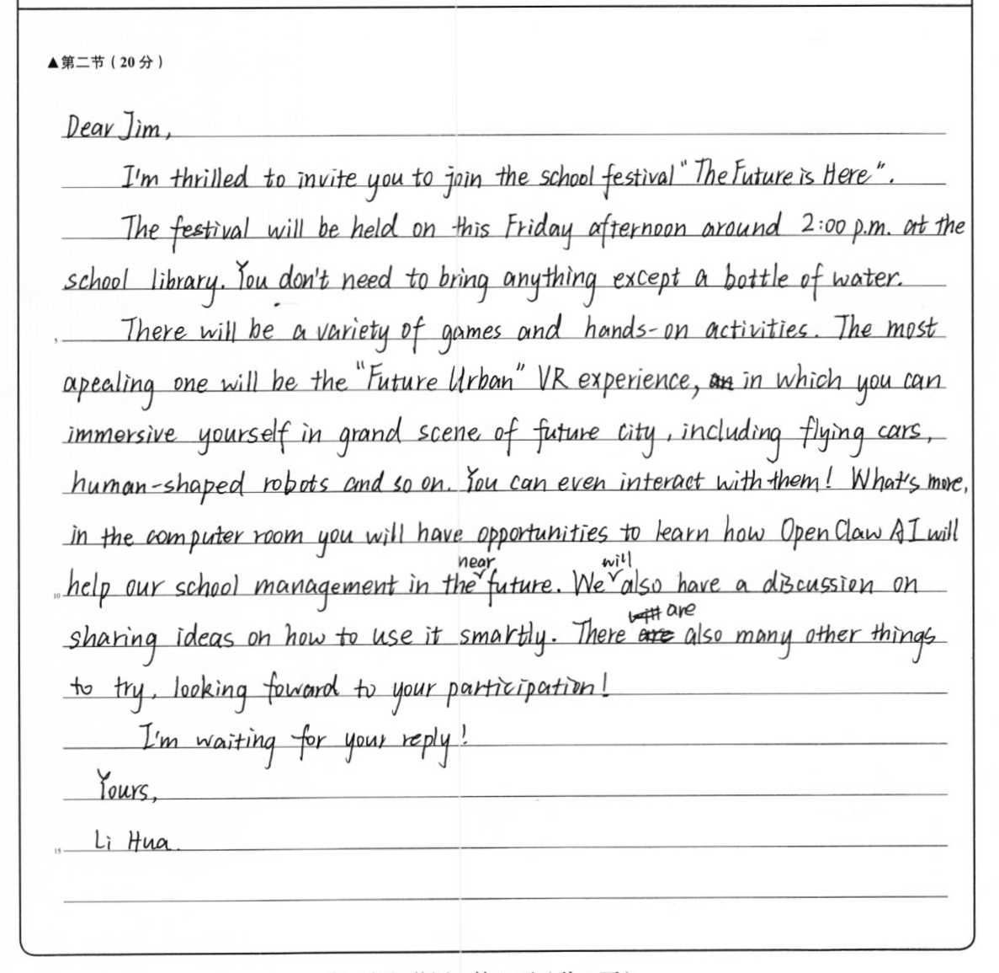 ▲第二节（20分）
Dear Jim,
I'm thrilled to invite you to join the school festival "The Future is Here".
The festival will be held on this Friday afternoon around 2:00 p.m. at the
school library. You don't need to bring anything except a bottle of water.
5 There will be a variety of games and hands-on activities. The most
apealing one will be the "Future Urban" VR experience, in which you can
immersive yourself in grand scene of future city, including flying cars,
human-shaped robots and so on. You can even interact with them! What's more,
in the computer room you will have opportunities to learn how OpenClaw AI will
10 help our school management in the near future. We will also have a discussion on
sharing ideas on how to use it smartly. There are also many other things
to try, looking foward to your participation!
I'm waiting for your reply!
Yours,
15 Li Hua.